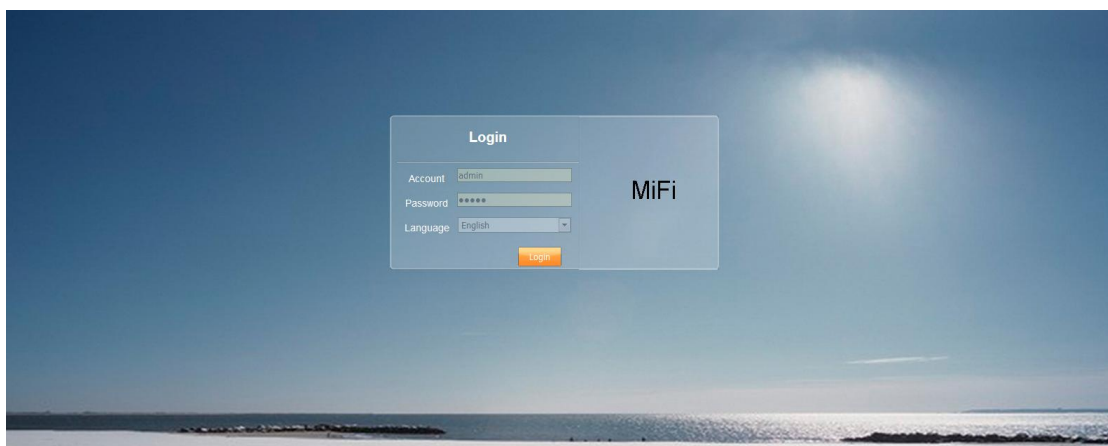 Login
Account admin
Password •••••
Language English
Login
MiFi